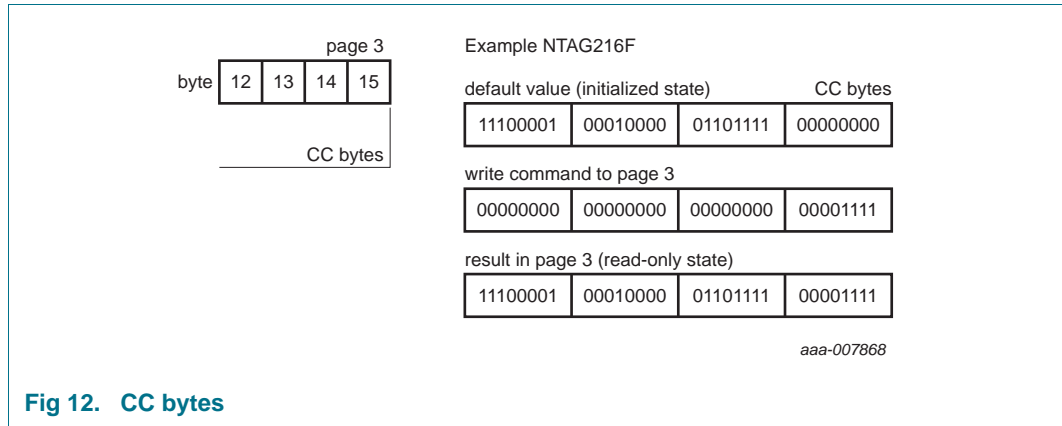 page 3
byte 12 13 14 15
CC bytes
Example NTAG216F
default value (initialized state) CC bytes
11100001 00010000 01101111 00000000
write command to page 3
00000000 00000000 00000000 00001111
result in page 3 (read-only state)
11100001 00010000 01101111 00001111
aaa-007868
Fig 12. CC bytes